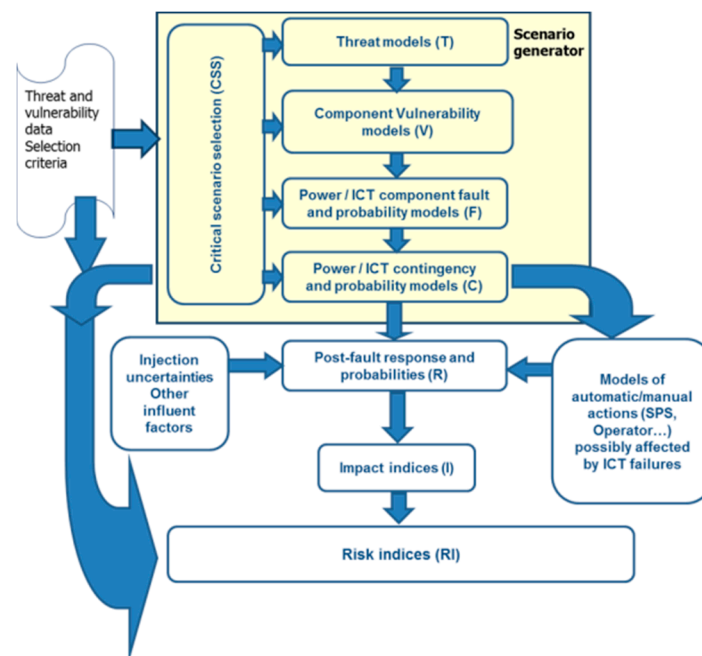 Scenario
generator
Threat models (T)
Threat and
vulnerability
data
Selection
criteria
Critical scenario selection (CSS)
Component Vulnerability
models (V)
Power / ICT component fault
and probability models (F)
Power / ICT contingency
and probability models (C)
Injection
uncertainties
Other
influent
factors
Post-fault response and
probabilities (R)
Models of
automatic/manual
actions (SPS,
Operator...)
possibly affected
by ICT failures
Impact indices (I)
Risk indices (RI)